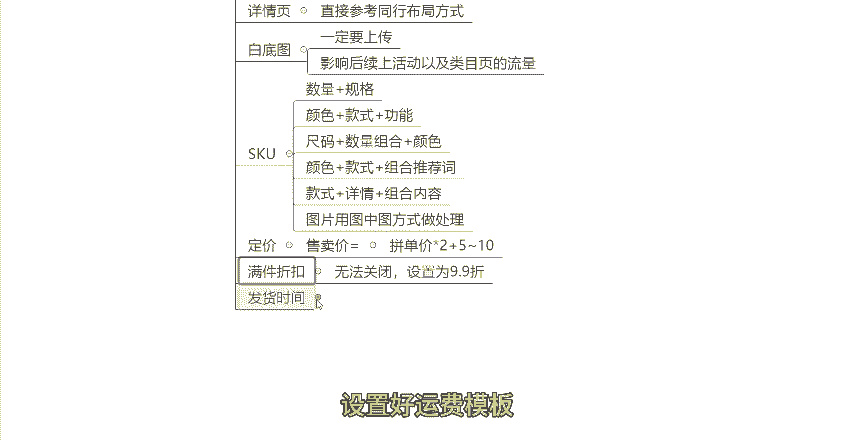 详情页 直接参考同行布局方式
白底图
一定要上传
影响后续上活动以及类目页的流量
SKU
数量+规格
颜色+款式+功能
尺码+数量组合+颜色
颜色+款式+组合推荐词
款式+详情+组合内容
图片用图中图方式做处理
定价 售卖价= 拼单价*2+5~10
满件折扣 无法关闭，设置为9.9折
发货时间
设置好运费模板